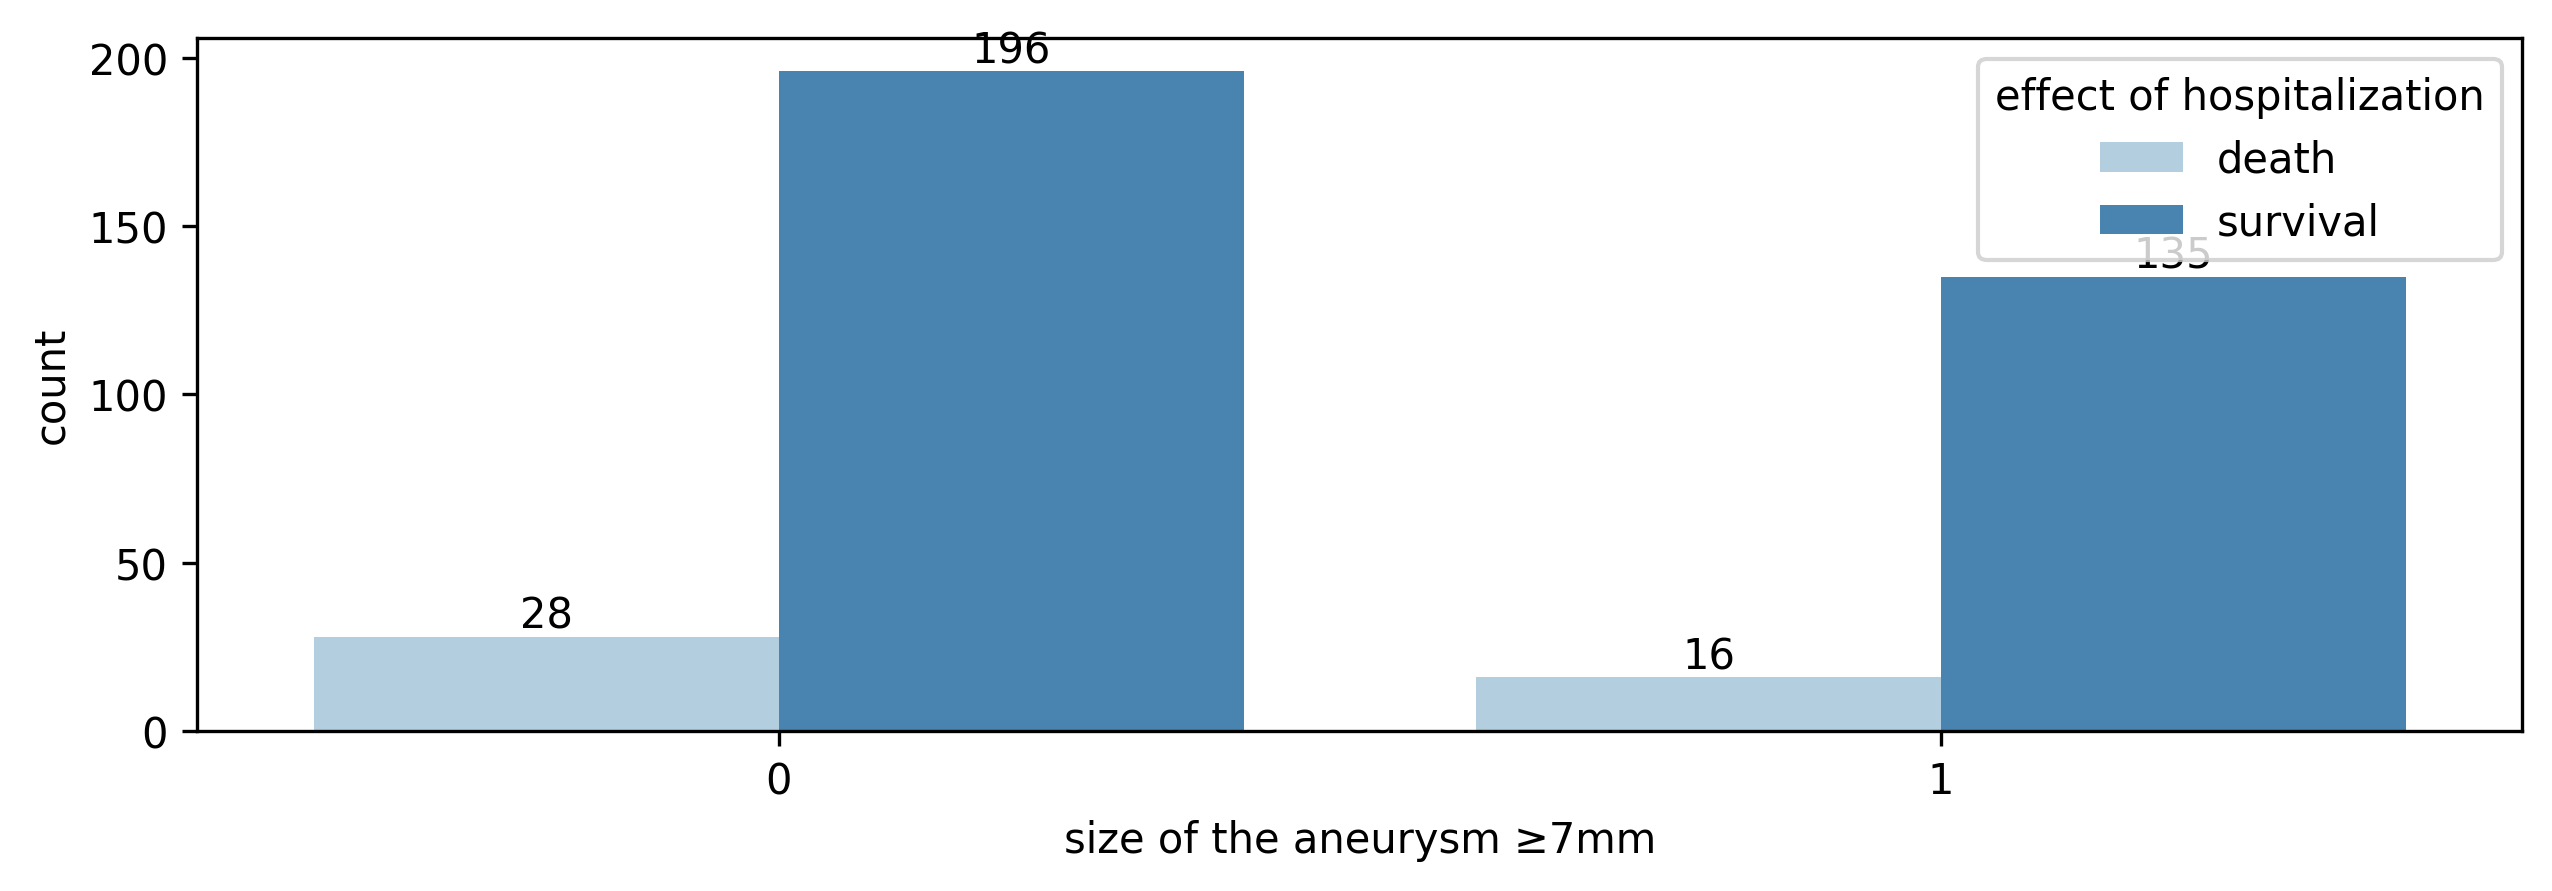 196
200
effect of hospitalization
death
survival
150
135
count
100
50
28
16
0
0
1
size of the aneurysm ≥7mm